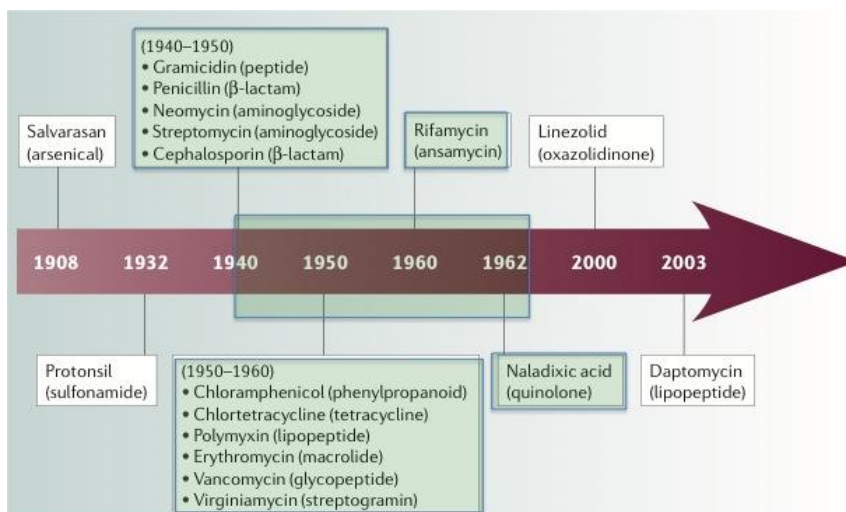 (1940–1950)
• Gramicidin (peptide)
• Penicillin (β-lactam)
• Neomycin (aminoglycoside)
• Streptomycin (aminoglycoside)
• Cephalosporin (β-lactam)
Salvarasan
(arsenical)
Rifamycin
(ansamycin)
Linezolid
(oxazolidinone)
1908 1932 1940 1950 1960 1962 2000 2003
Protonsil
(sulfonamide)
(1950–1960)
• Chloramphenicol (phenylpropanoid)
• Chlortetracycline (tetracycline)
• Polymyxin (lipopeptide)
• Erythromycin (macrolide)
• Vancomycin (glycopeptide)
• Virginiamycin (streptogramin)
Naladixic acid
(quinolone)
Daptomycin
(lipopeptide)